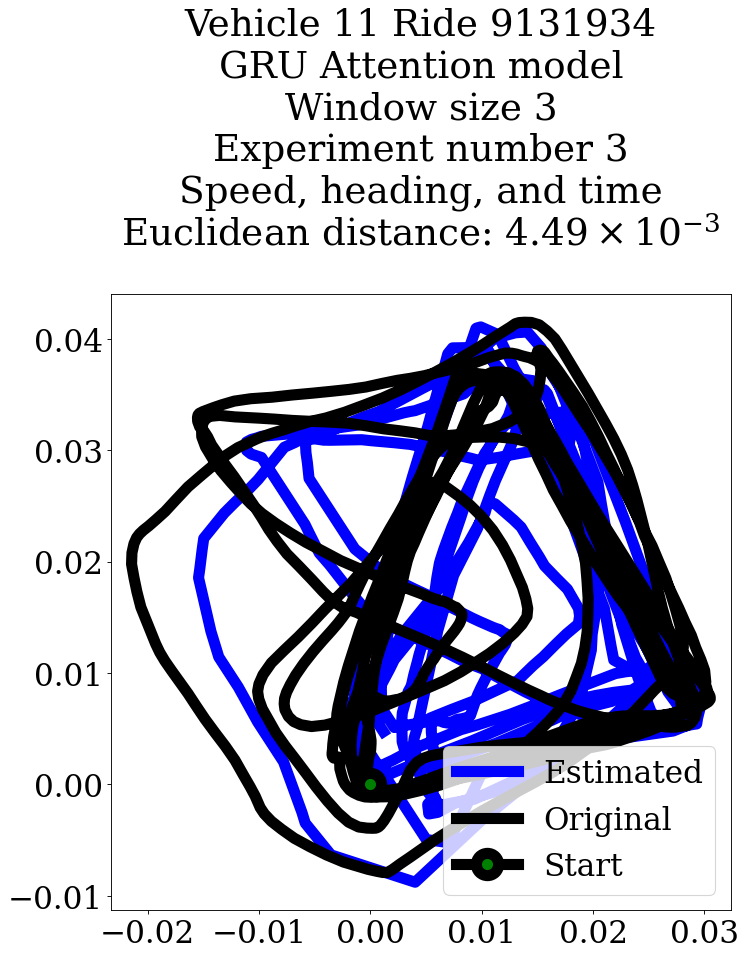 Vehicle 11 Ride 9131934
GRU Attention model
Window size 3
Experiment number 3
Speed, heading, and time
Euclidean distance: 4.49 × 10⁻³
0.04
0.03
0.02
0.01
0.00
−0.01
Estimated
Original
Start
−0.02 −0.01 0.00 0.01 0.02 0.03